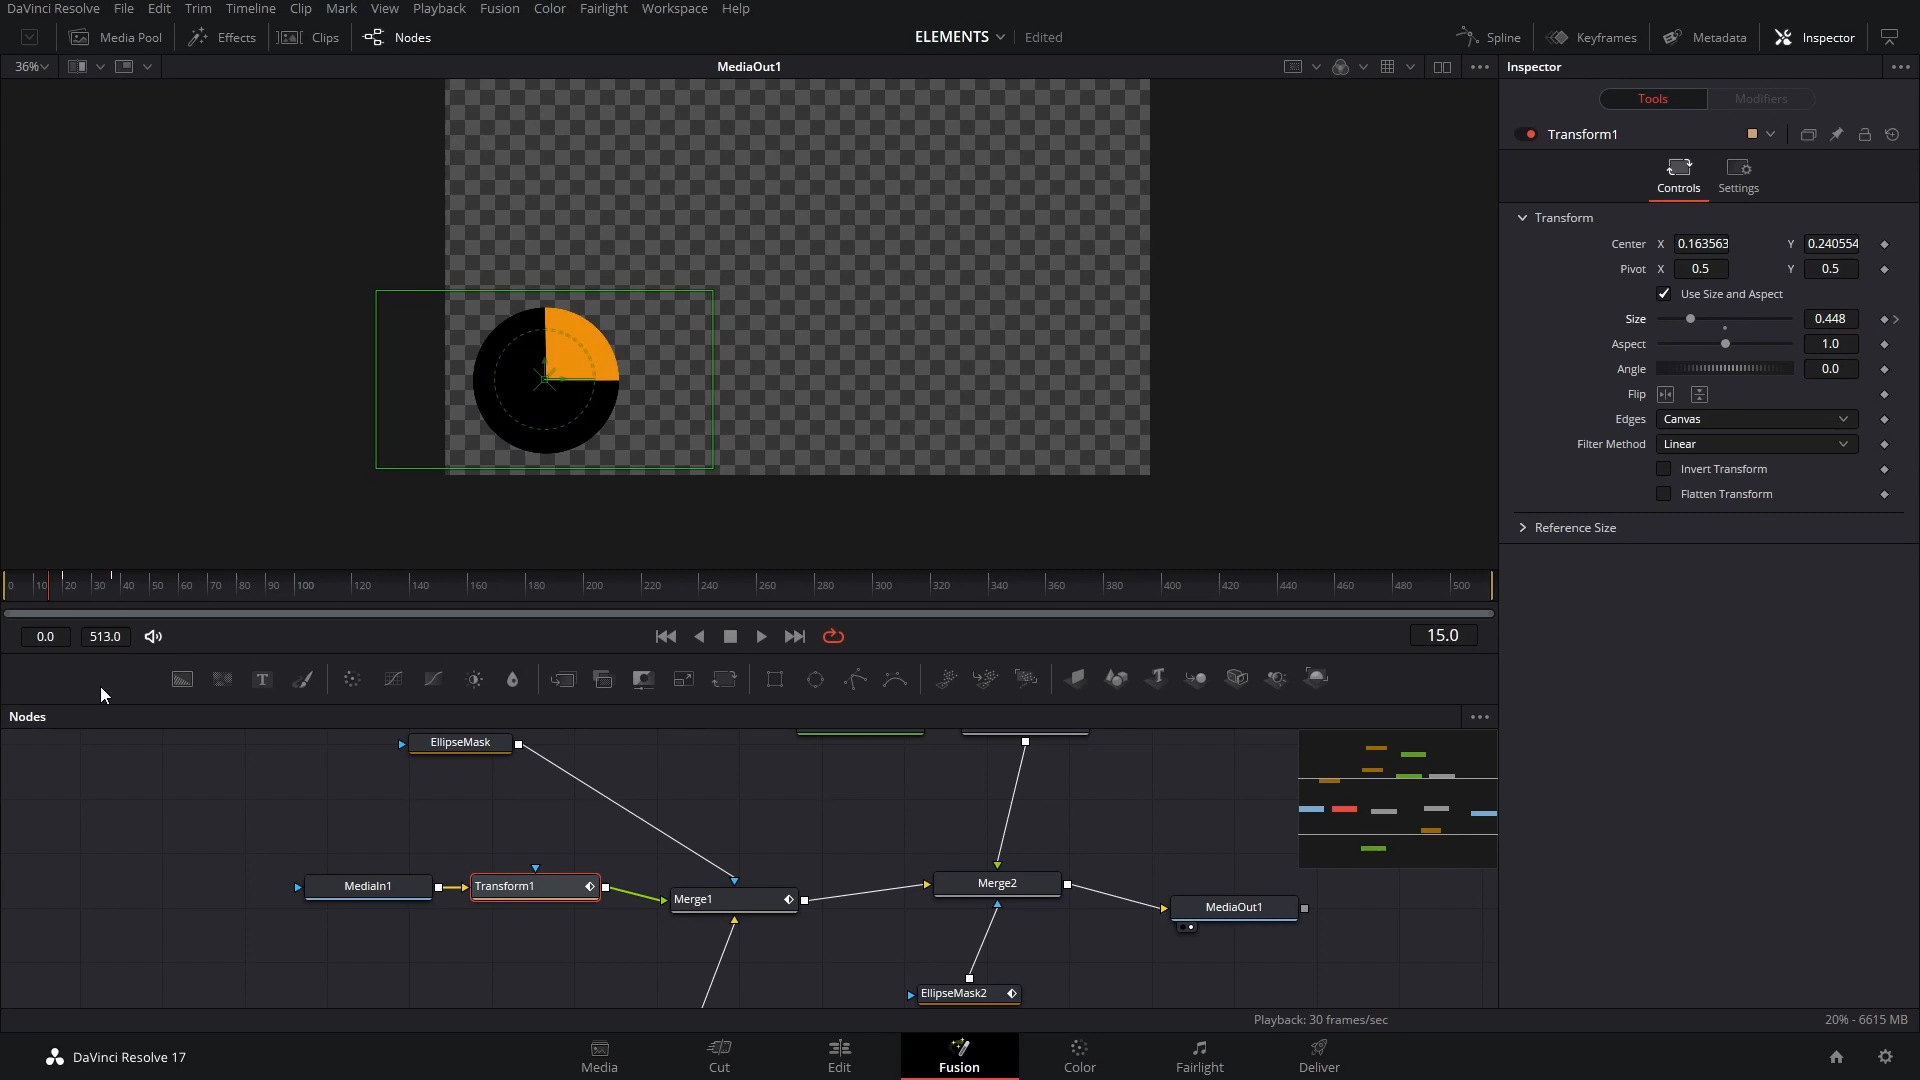 DaVinci Resolve File Edit Trim Timeline Clip Mark View Playback Fusion Color Fairlight Workspace Help
Media Pool Effects Clips Nodes ELEMENTS Edited Spline Keyframes Metadata Inspector
36% MediaOut1 Inspector
Tools Modifiers
Transform1
Controls Settings
Transform
Center X 0.163563 Y 0.240554
Pivot X 0.5 Y 0.5
Use Size and Aspect
Size 0.448
Aspect 1.0
Angle 0.0
Flip
Edges Canvas
Filter Method Linear
Invert Transform
Flatten Transform
Reference Size
0 10 20 30 40 50 60 70 80 90 100 120 140 160 180 200 220 240 260 280 300 320 340 360 380 400 420 440 460 480 500
0.0 513.0 15.0
Nodes
EllipseMask
MediaIn1 Transform1 Merge1 Merge2 MediaOut1
EllipseMask2
Playback: 30 frames/sec 20% - 6615 MB
DaVinci Resolve 17 Media Cut Edit Fusion Color Fairlight Deliver